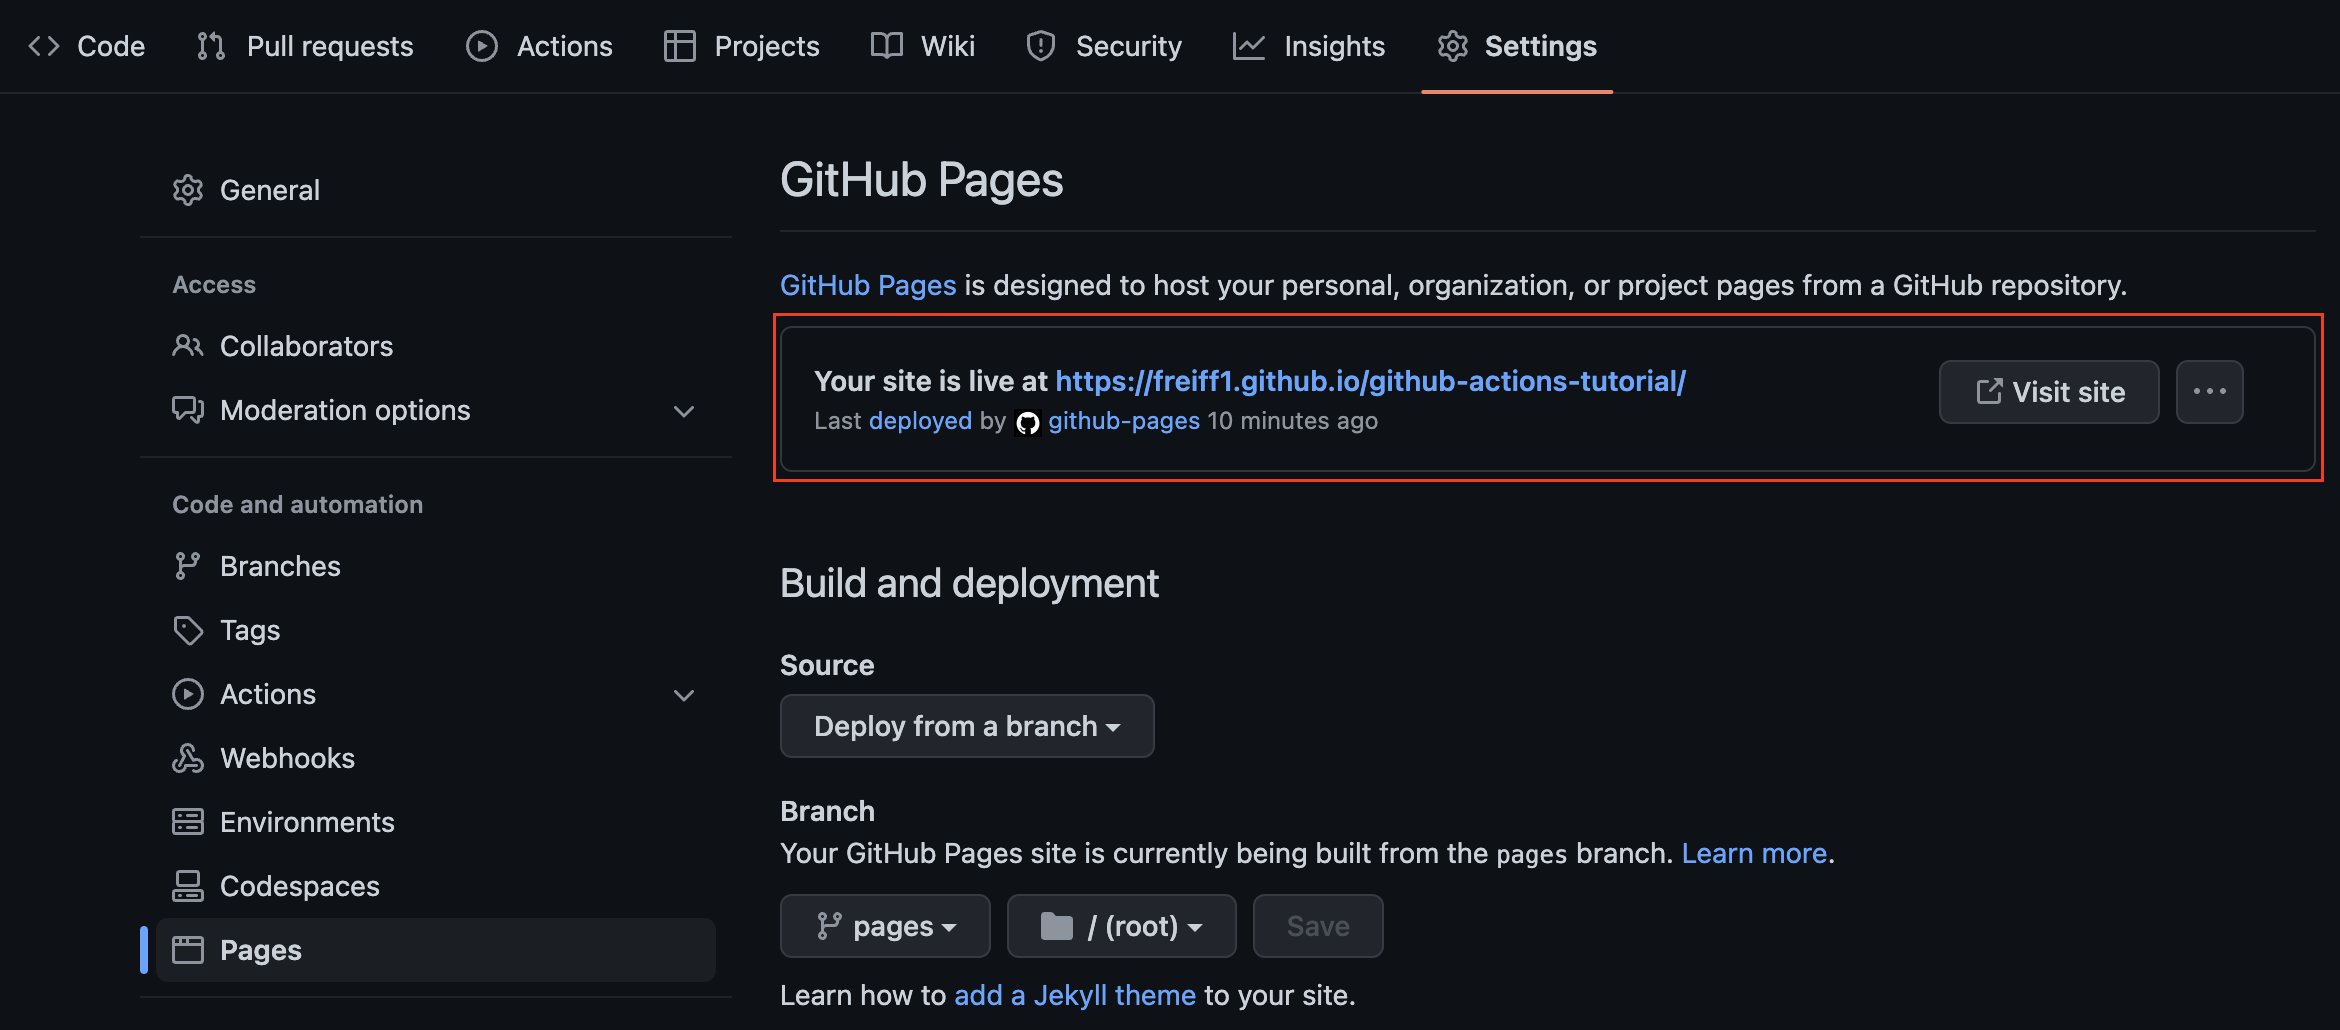 Code Pull requests Actions Projects Wiki Security Insights Settings
General
Access
Collaborators
Moderation options
Code and automation
Branches
Tags
Actions
Webhooks
Environments
Codespaces
Pages
GitHub Pages
GitHub Pages is designed to host your personal, organization, or project pages from a GitHub repository.
Your site is live at https://freiff1.github.io/github-actions-tutorial/
Last deployed by github-pages 10 minutes ago
Visit site
Build and deployment
Source
Deploy from a branch
Branch
Your GitHub Pages site is currently being built from the pages branch. Learn more.
pages / (root) Save
Learn how to add a Jekyll theme to your site.